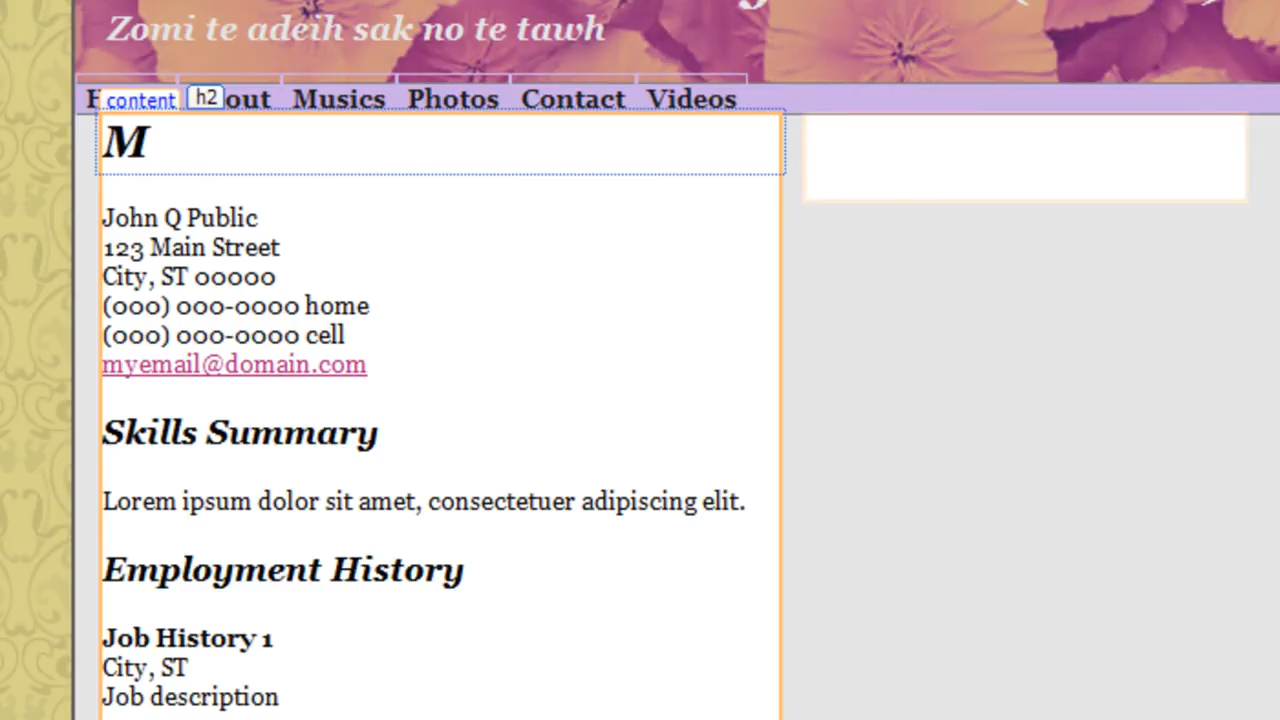 Zomi te adeih sak no te tawh
content h2 out Musics Photos Contact Videos
M
John Q Public
123 Main Street
City, ST 00000
(000) 000-0000 home
(000) 000-0000 cell
myemail@domain.com
Skills Summary
Lorem ipsum dolor sit amet, consectetuer adipiscing elit.
Employment History
Job History 1
City, ST
Job description